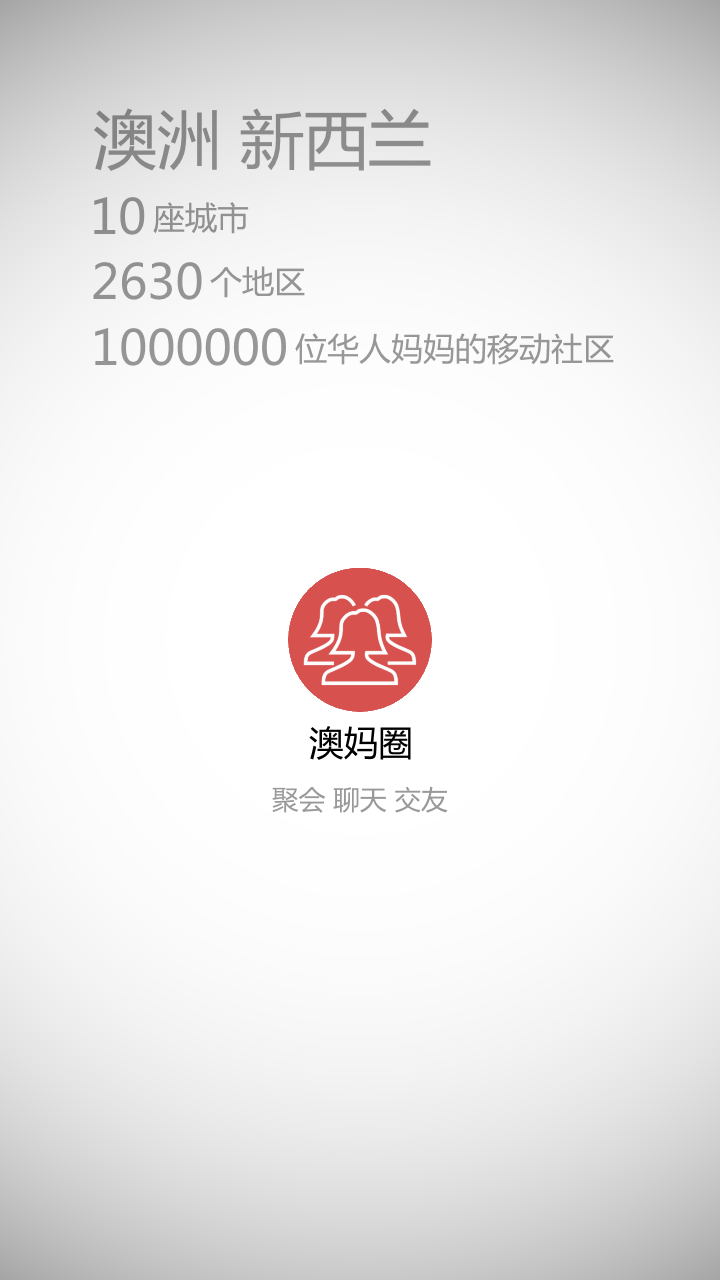 澳洲 新西兰
10 座城市
2630 个地区
1000000 位华人妈妈的移动社区
澳妈圈
聚会 聊天 交友